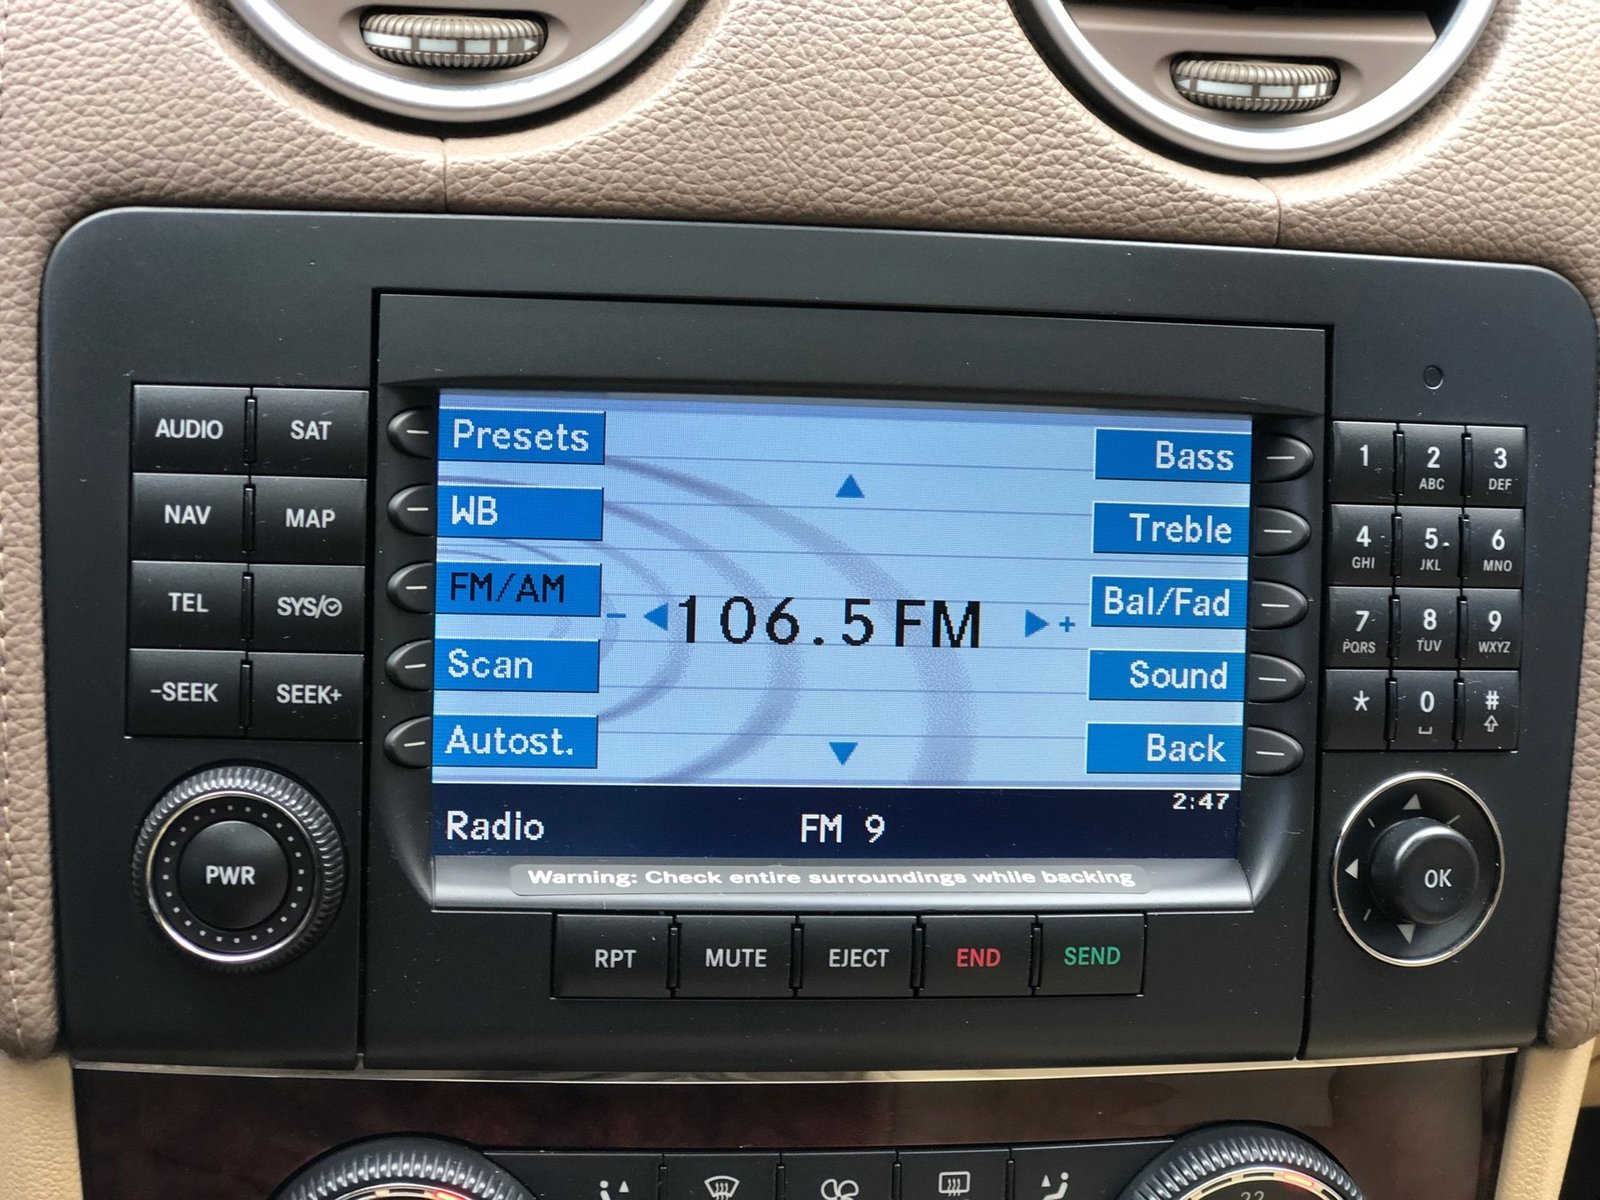 AUDIO
SAT
NAV
MAP
TEL
SYS/
-SEEK
SEEK+
PWR
Presets
WB
FM/AM
Scan
Autost.
- 106.5 FM +
Bass
Treble
Bal/Fad
Sound
Back
2:47
Radio
FM 9
Warning: Check entire surroundings while backing
RPT
MUTE
EJECT
END
SEND
1
2
ABC
3
DEF
4
GHI
5
JKL
6
MNO
7
PQRS
8
TUV
9
WXYZ
*
0
#
OK
22